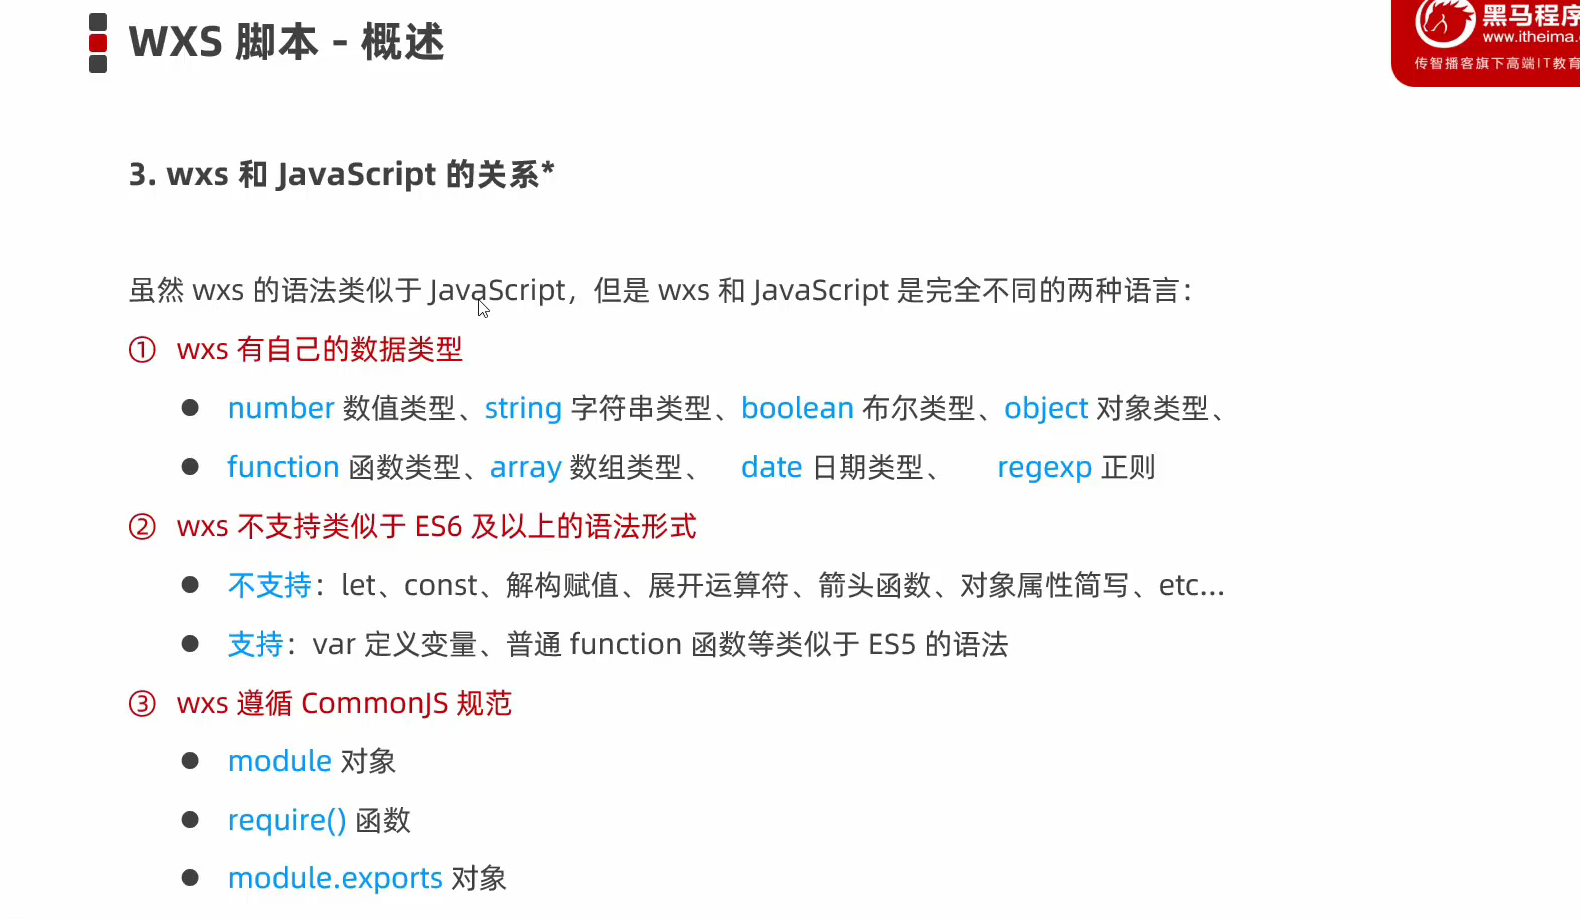 WXS 脚本 - 概述
黑马程序
www.itheima.
传智播客旗下高端IT教育
3. wxs 和 JavaScript 的关系*
虽然 wxs 的语法类似于 JavaScript，但是 wxs 和 JavaScript 是完全不同的两种语言：
① wxs 有自己的数据类型
● number 数值类型、string 字符串类型、boolean 布尔类型、object 对象类型、
● function 函数类型、array 数组类型、 date 日期类型、 regexp 正则
② wxs 不支持类似于 ES6 及以上的语法形式
● 不支持：let、const、解构赋值、展开运算符、箭头函数、对象属性简写、etc...
● 支持：var 定义变量、普通 function 函数等类似于 ES5 的语法
③ wxs 遵循 CommonJS 规范
● module 对象
● require() 函数
● module.exports 对象